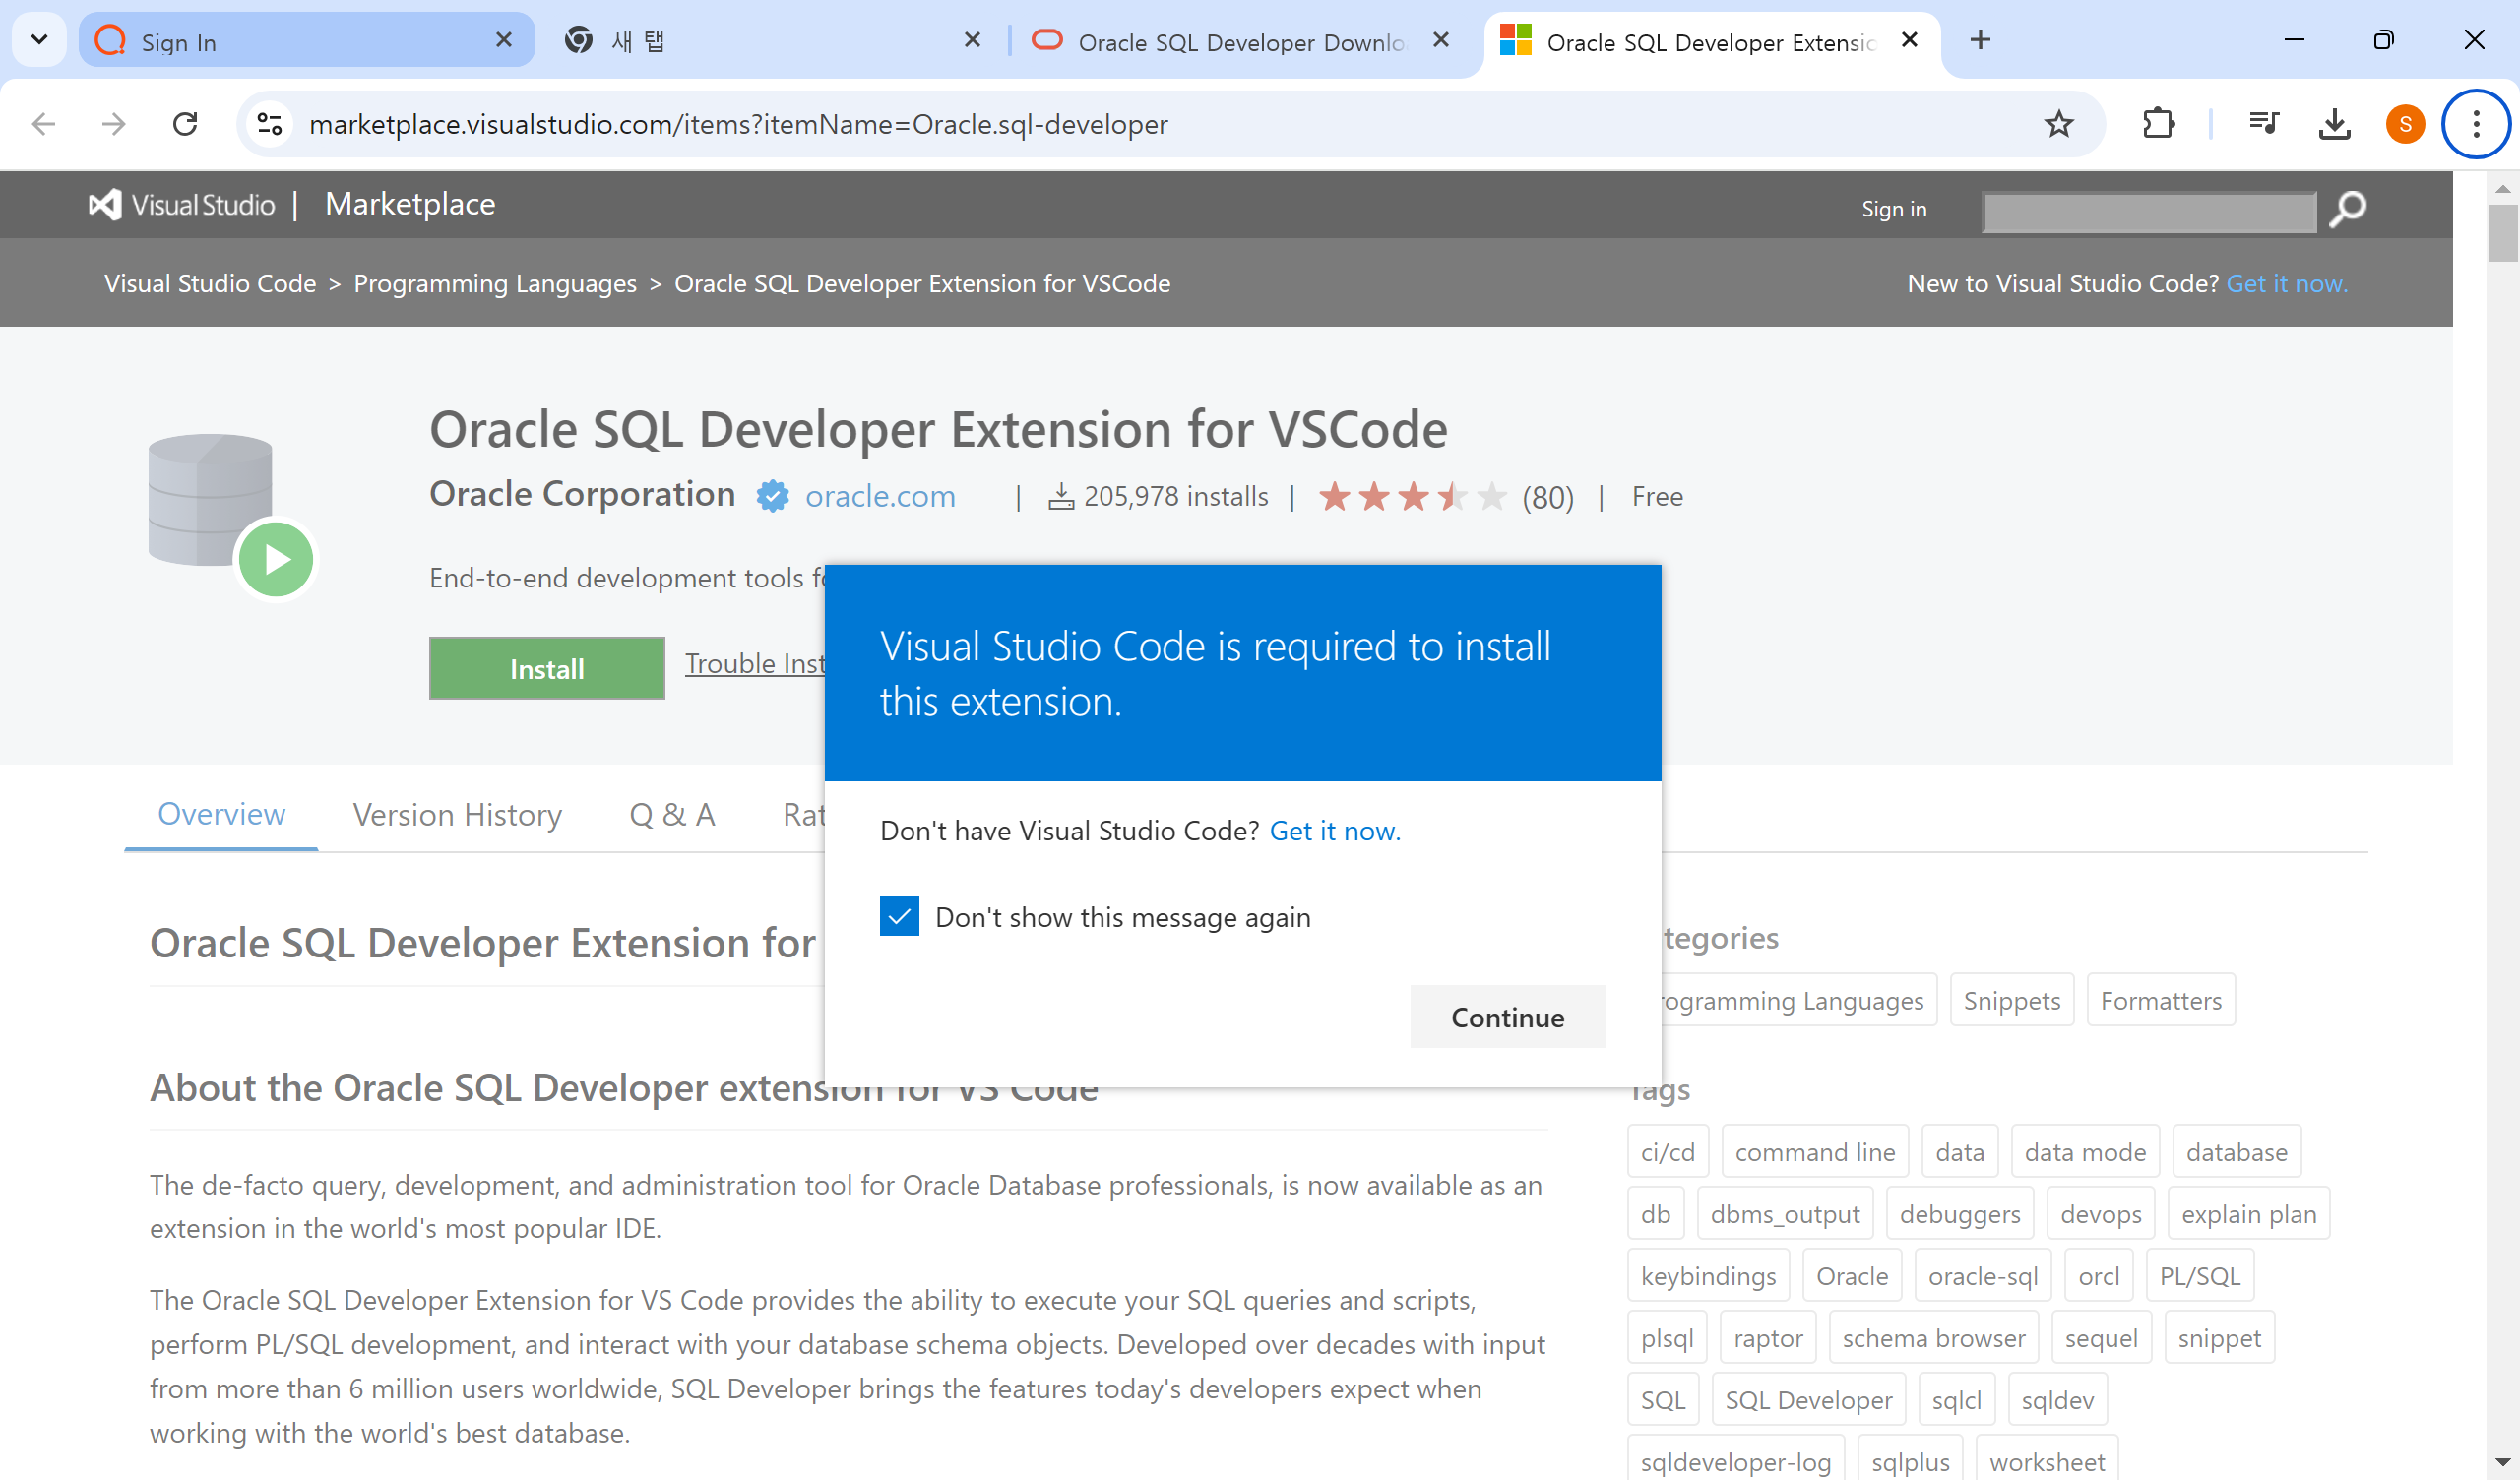 Sign In
새 탭
Oracle SQL Developer Downlo
Oracle SQL Developer Extensio
marketplace.visualstudio.com/items?itemName=Oracle.sql-developer
S
Visual Studio | Marketplace
Sign in
Visual Studio Code > Programming Languages > Oracle SQL Developer Extension for VSCode
New to Visual Studio Code? Get it now.
Oracle SQL Developer Extension for VSCode
Oracle Corporation oracle.com | 205,978 installs | (80) | Free
End-to-end development tools fo
Install Trouble Inst
Visual Studio Code is required to install
this extension.
Don't have Visual Studio Code? Get it now.
Don't show this message again
Continue
Overview Version History Q & A Rat
Oracle SQL Developer Extension for
About the Oracle SQL Developer extension for VS Code
The de-facto query, development, and administration tool for Oracle Database professionals, is now available as an
extension in the world's most popular IDE.
The Oracle SQL Developer Extension for VS Code provides the ability to execute your SQL queries and scripts,
perform PL/SQL development, and interact with your database schema objects. Developed over decades with input
from more than 6 million users worldwide, SQL Developer brings the features today's developers expect when
working with the world's best database.
tegories
rogramming Languages Snippets Formatters
Tags
ci/cd command line data data mode database
db dbms_output debuggers devops explain plan
keybindings Oracle oracle-sql orcl PL/SQL
plsql raptor schema browser sequel snippet
SQL SQL Developer sqlcl sqldev
sqldeveloper-log sqlplus worksheet